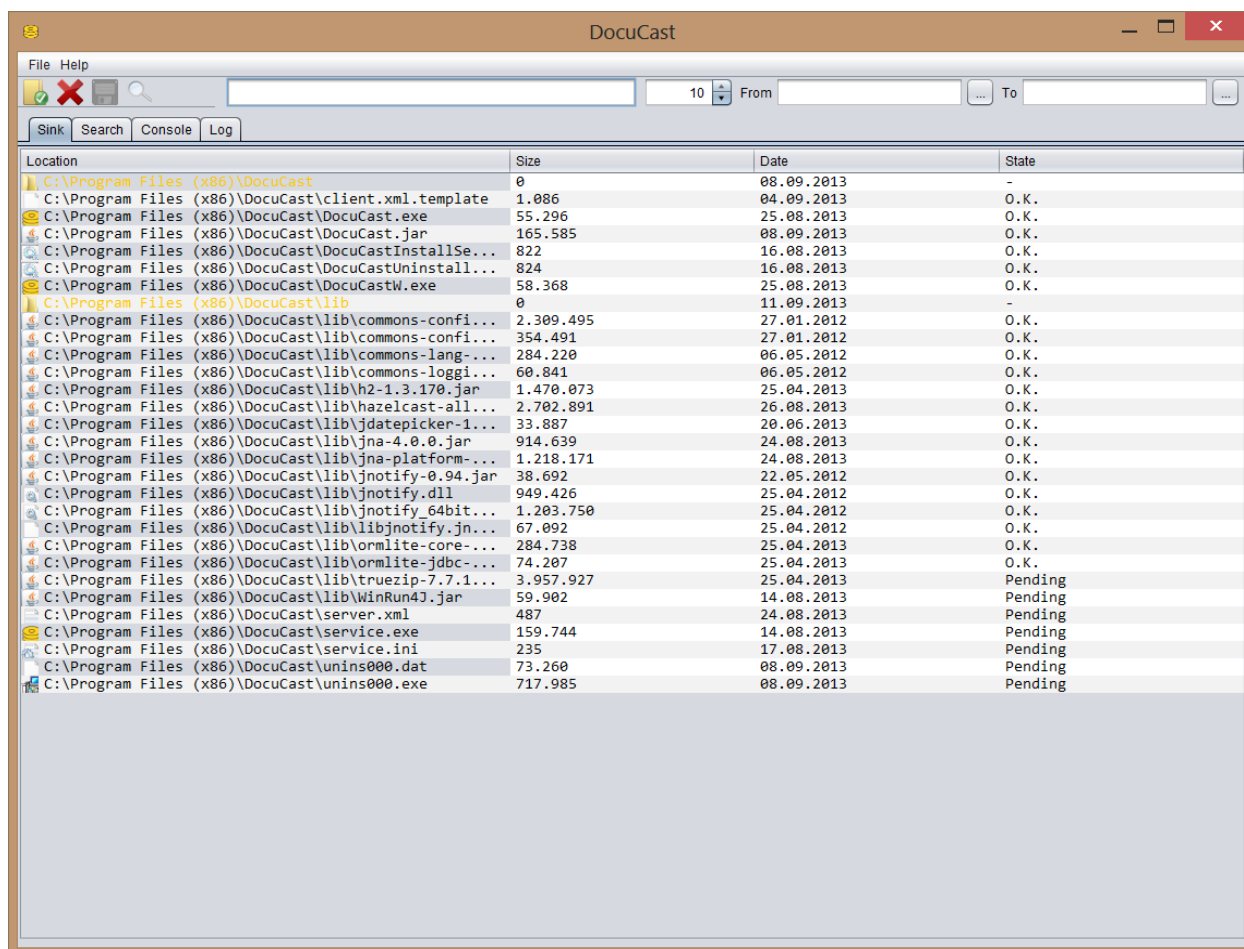 DocuCast
File Help
10 From ... To ...
Sink Search Console Log
Location Size Date State
C:\Program Files (x86)\DocuCast 0 08.09.2013 -
C:\Program Files (x86)\DocuCast\client.xml.template 1.086 04.09.2013 O.K.
C:\Program Files (x86)\DocuCast\DocuCast.exe 55.296 25.08.2013 O.K.
C:\Program Files (x86)\DocuCast\DocuCast.jar 165.585 08.09.2013 O.K.
C:\Program Files (x86)\DocuCast\DocuCastInstallSe... 822 16.08.2013 O.K.
C:\Program Files (x86)\DocuCast\DocuCastUninstall... 824 16.08.2013 O.K.
C:\Program Files (x86)\DocuCast\DocuCastW.exe 58.368 25.08.2013 O.K.
C:\Program Files (x86)\DocuCast\lib 0 11.09.2013 -
C:\Program Files (x86)\DocuCast\lib\commons-confi... 2.309.495 27.01.2012 O.K.
C:\Program Files (x86)\DocuCast\lib\commons-confi... 354.491 27.01.2012 O.K.
C:\Program Files (x86)\DocuCast\lib\commons-lang-... 284.220 06.05.2012 O.K.
C:\Program Files (x86)\DocuCast\lib\commons-loggi... 60.841 06.05.2012 O.K.
C:\Program Files (x86)\DocuCast\lib\h2-1.3.170.jar 1.470.073 25.04.2013 O.K.
C:\Program Files (x86)\DocuCast\lib\hazelcast-all... 2.702.891 26.08.2013 O.K.
C:\Program Files (x86)\DocuCast\lib\jdatepicker-1... 33.887 20.06.2013 O.K.
C:\Program Files (x86)\DocuCast\lib\jna-4.0.0.jar 914.639 24.08.2013 O.K.
C:\Program Files (x86)\DocuCast\lib\jna-platform-... 1.218.171 24.08.2013 O.K.
C:\Program Files (x86)\DocuCast\lib\jnotify-0.94.jar 38.692 22.05.2012 O.K.
C:\Program Files (x86)\DocuCast\lib\jnotify.dll 949.426 25.04.2012 O.K.
C:\Program Files (x86)\DocuCast\lib\jnotify_64bit... 1.203.750 25.04.2012 O.K.
C:\Program Files (x86)\DocuCast\lib\libjnotify.jn... 67.092 25.04.2012 O.K.
C:\Program Files (x86)\DocuCast\lib\ormlite-core-... 284.738 25.04.2013 O.K.
C:\Program Files (x86)\DocuCast\lib\ormlite-jdbc-... 74.207 25.04.2013 O.K.
C:\Program Files (x86)\DocuCast\lib\truezip-7.7.1... 3.957.927 25.04.2013 Pending
C:\Program Files (x86)\DocuCast\lib\WinRun4J.jar 59.902 14.08.2013 Pending
C:\Program Files (x86)\DocuCast\server.xml 487 24.08.2013 Pending
C:\Program Files (x86)\DocuCast\service.exe 159.744 14.08.2013 Pending
C:\Program Files (x86)\DocuCast\service.ini 235 17.08.2013 Pending
C:\Program Files (x86)\DocuCast\unins000.dat 73.260 08.09.2013 Pending
C:\Program Files (x86)\DocuCast\unins000.exe 717.985 08.09.2013 Pending